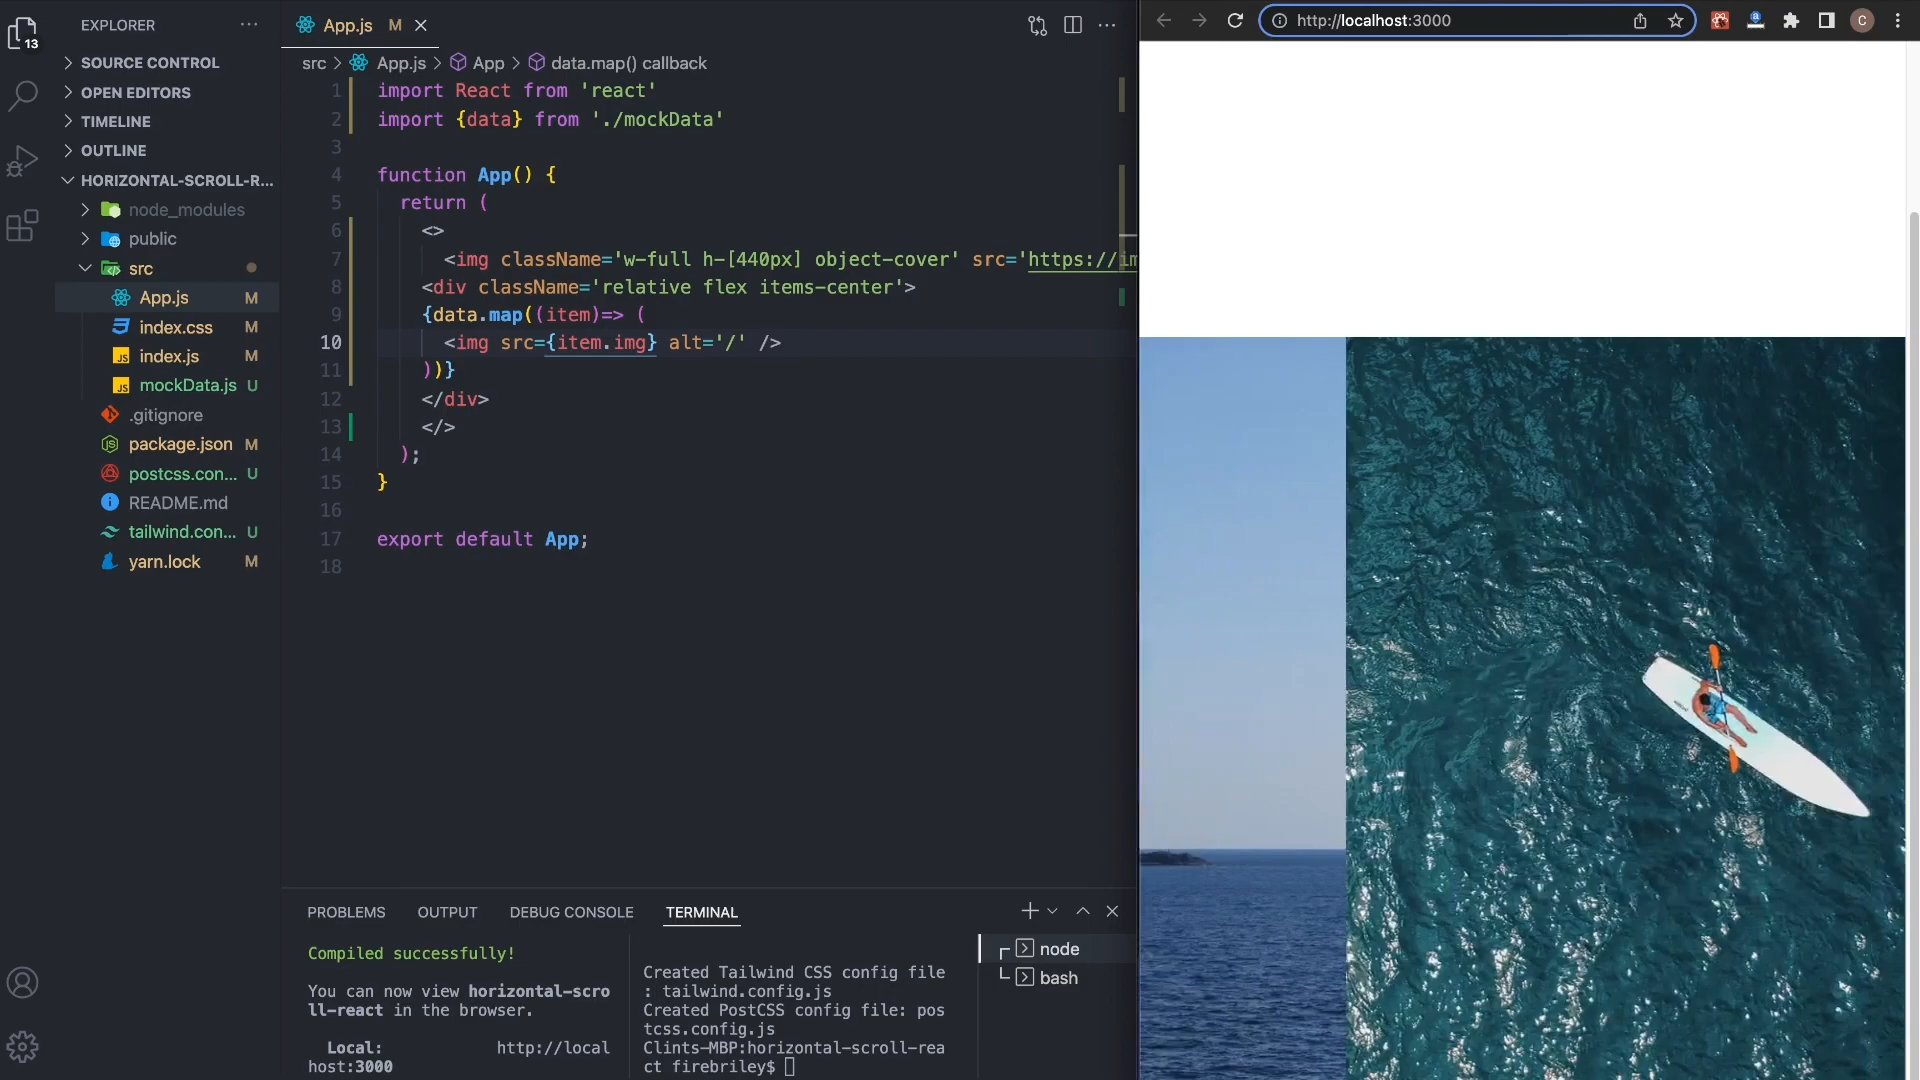 13
EXPLORER
SOURCE CONTROL
OPEN EDITORS
TIMELINE
OUTLINE
HORIZONTAL-SCROLL-R...
node_modules
public
src
App.js M
index.css M
index.js M
mockData.js U
.gitignore
package.json M
postcss.con... U
README.md
tailwind.con... U
yarn.lock M
App.js M
src > App.js > App > data.map() callback
1 import React from 'react'
2 import {data} from './mockData'
3
4 function App() {
5 return (
6 <>
7 <img className='w-full h-[440px] object-cover' src='https://im
8 <div className='relative flex items-center'>
9 {data.map((item)=> (
10 <img src={item.img} alt='/' />
11 ))}
12 </div>
13 </>
14 );
15 }
16
17 export default App;
18
PROBLEMS OUTPUT DEBUG CONSOLE TERMINAL
Compiled successfully!
You can now view horizontal-scro
ll-react in the browser.
Local: http://local
host:3000
Created Tailwind CSS config file
: tailwind.config.js
Created PostCSS config file: pos
tcss.config.js
Clints-MBP:horizontal-scroll-rea
ct firebriley$
node
bash
http://localhost:3000
C